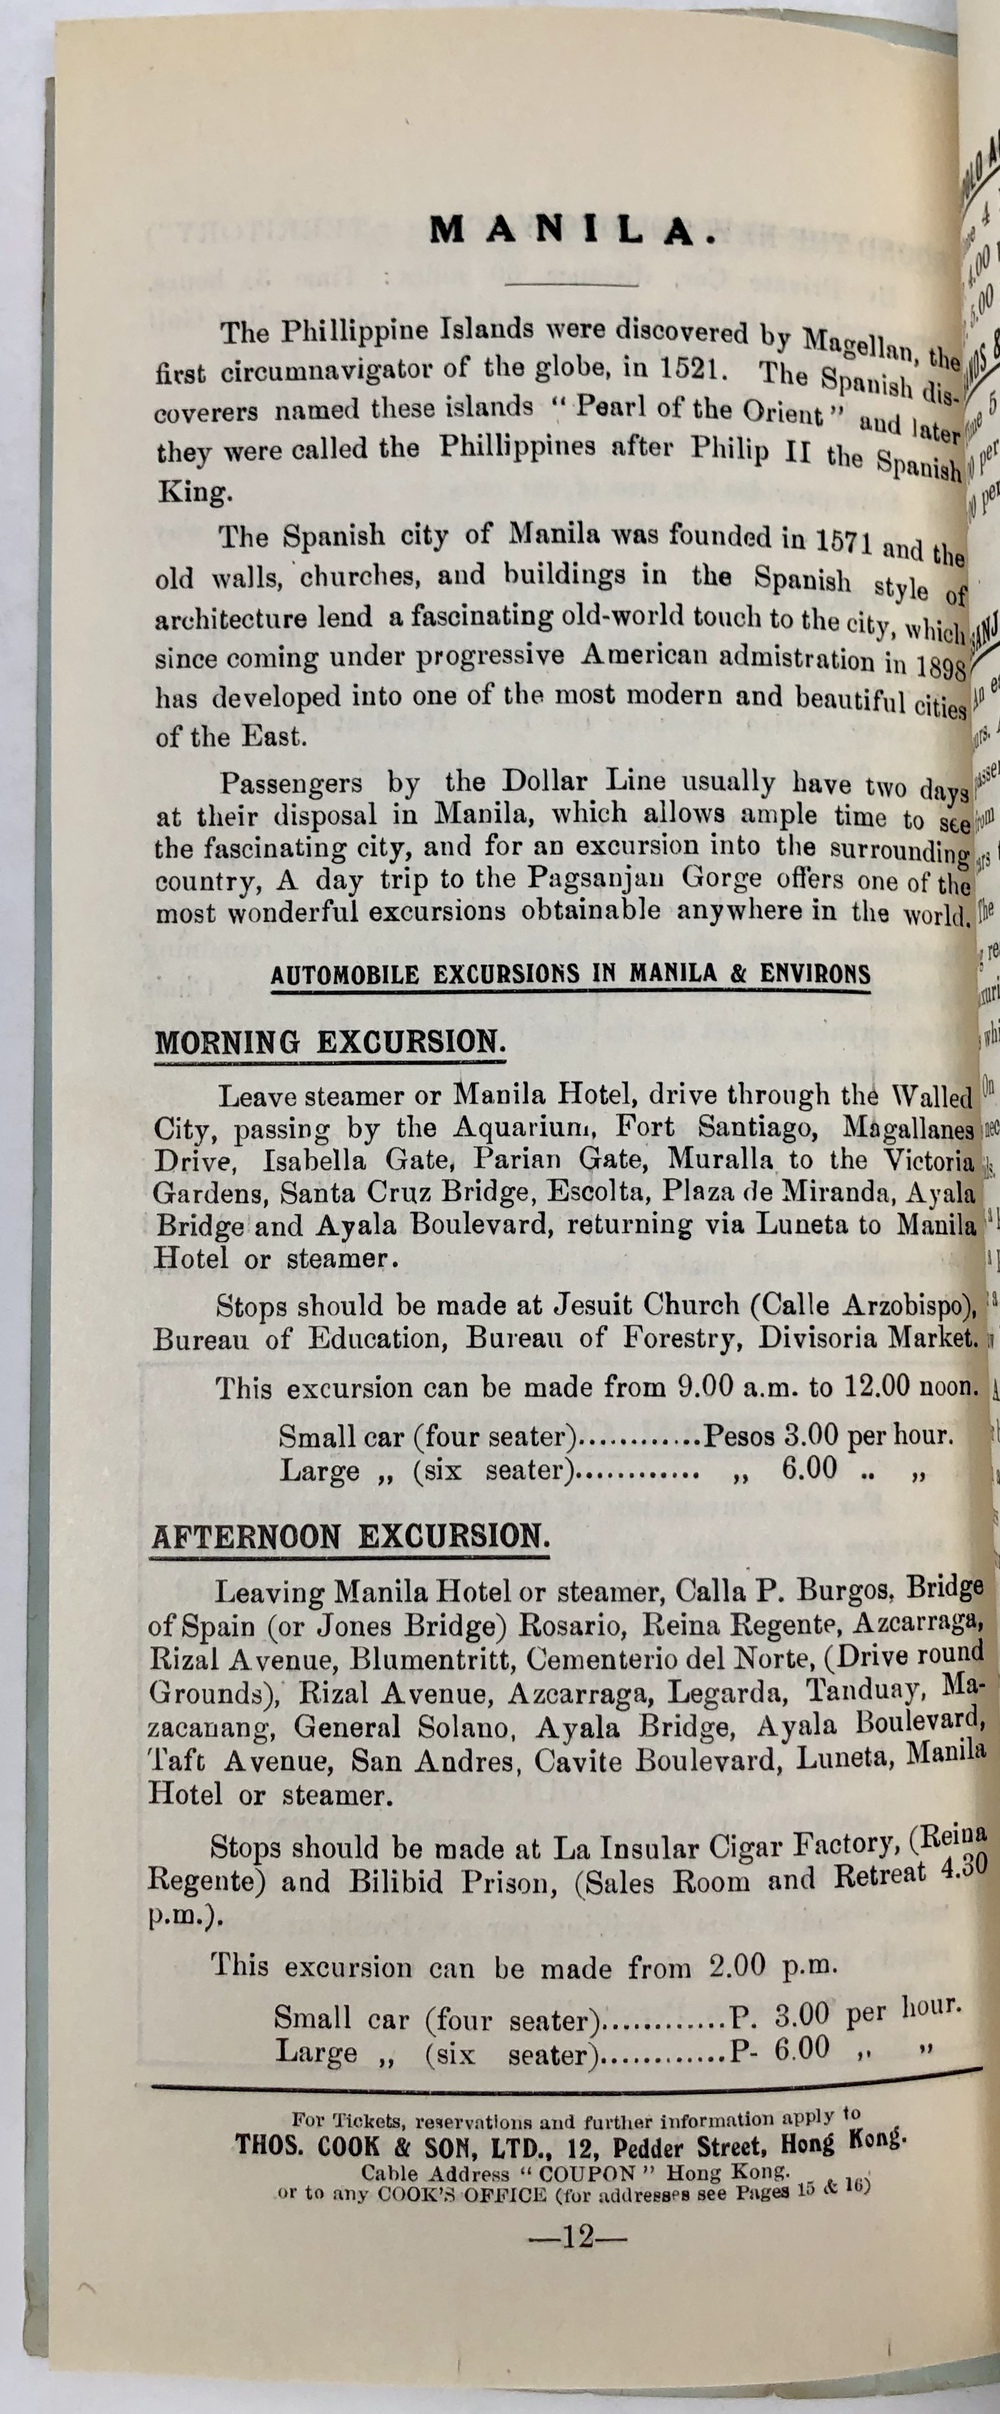 MANILA.
The Phillippine Islands were discovered by Magellan, the
first circumnavigator of the globe, in 1521. The Spanish dis-
coverers named these islands “ Pearl of the Orient ” and later
they were called the Phillippines after Philip II the Spanish
King.
The Spanish city of Manila was founded in 1571 and the
old walls, churches, and buildings in the Spanish style of
architecture lend a fascinating old-world touch to the city, which
since coming under progressive American admistration in 1898
has developed into one of the most modern and beautiful cities
of the East.
Passengers by the Dollar Line usually have two days
at their disposal in Manila, which allows ample time to see
the fascinating city, and for an excursion into the surrounding
country, A day trip to the Pagsanjan Gorge offers one of the
most wonderful excursions obtainable anywhere in the world.
AUTOMOBILE EXCURSIONS IN MANILA & ENVIRONS
MORNING EXCURSION.
Leave steamer or Manila Hotel, drive through the Walled
City, passing by the Aquarium, Fort Santiago, Magallanes
Drive, Isabella Gate, Parian Gate, Muralla to the Victoria
Gardens, Santa Cruz Bridge, Escolta, Plaza de Miranda, Ayala
Bridge and Ayala Boulevard, returning via Luneta to Manila
Hotel or steamer.
Stops should be made at Jesuit Church (Calle Arzobispo),
Bureau of Education, Bureau of Forestry, Divisoria Market.
This excursion can be made from 9.00 a.m. to 12.00 noon.
Small car (four seater)............Pesos 3.00 per hour.
Large „ (six seater)............ „ 6.00 .. „
AFTERNOON EXCURSION.
Leaving Manila Hotel or steamer, Calla P. Burgos, Bridge
of Spain (or Jones Bridge) Rosario, Reina Regente, Azcarraga,
Rizal Avenue, Blumentritt, Cementerio del Norte, (Drive round
Grounds), Rizal Avenue, Azcarraga, Legarda, Tanduay, Ma-
zacanang, General Solano, Ayala Bridge, Ayala Boulevard,
Taft Avenue, San Andres, Cavite Boulevard, Luneta, Manila
Hotel or steamer.
Stops should be made at La Insular Cigar Factory, (Reina
Regente) and Bilibid Prison, (Sales Room and Retreat 4.30
p.m.).
This excursion can be made from 2.00 p.m.
Small car (four seater)............P. 3.00 per hour.
Large „ (six seater)............P- 6.00 „ „
For Tickets, reservations and further information apply to
THOS. COOK & SON, LTD., 12, Pedder Street, Hong Kong.
Cable Address “ COUPON ” Hong Kong.
or to any COOK'S OFFICE (for addresses see Pages 15 & 16)
—12—